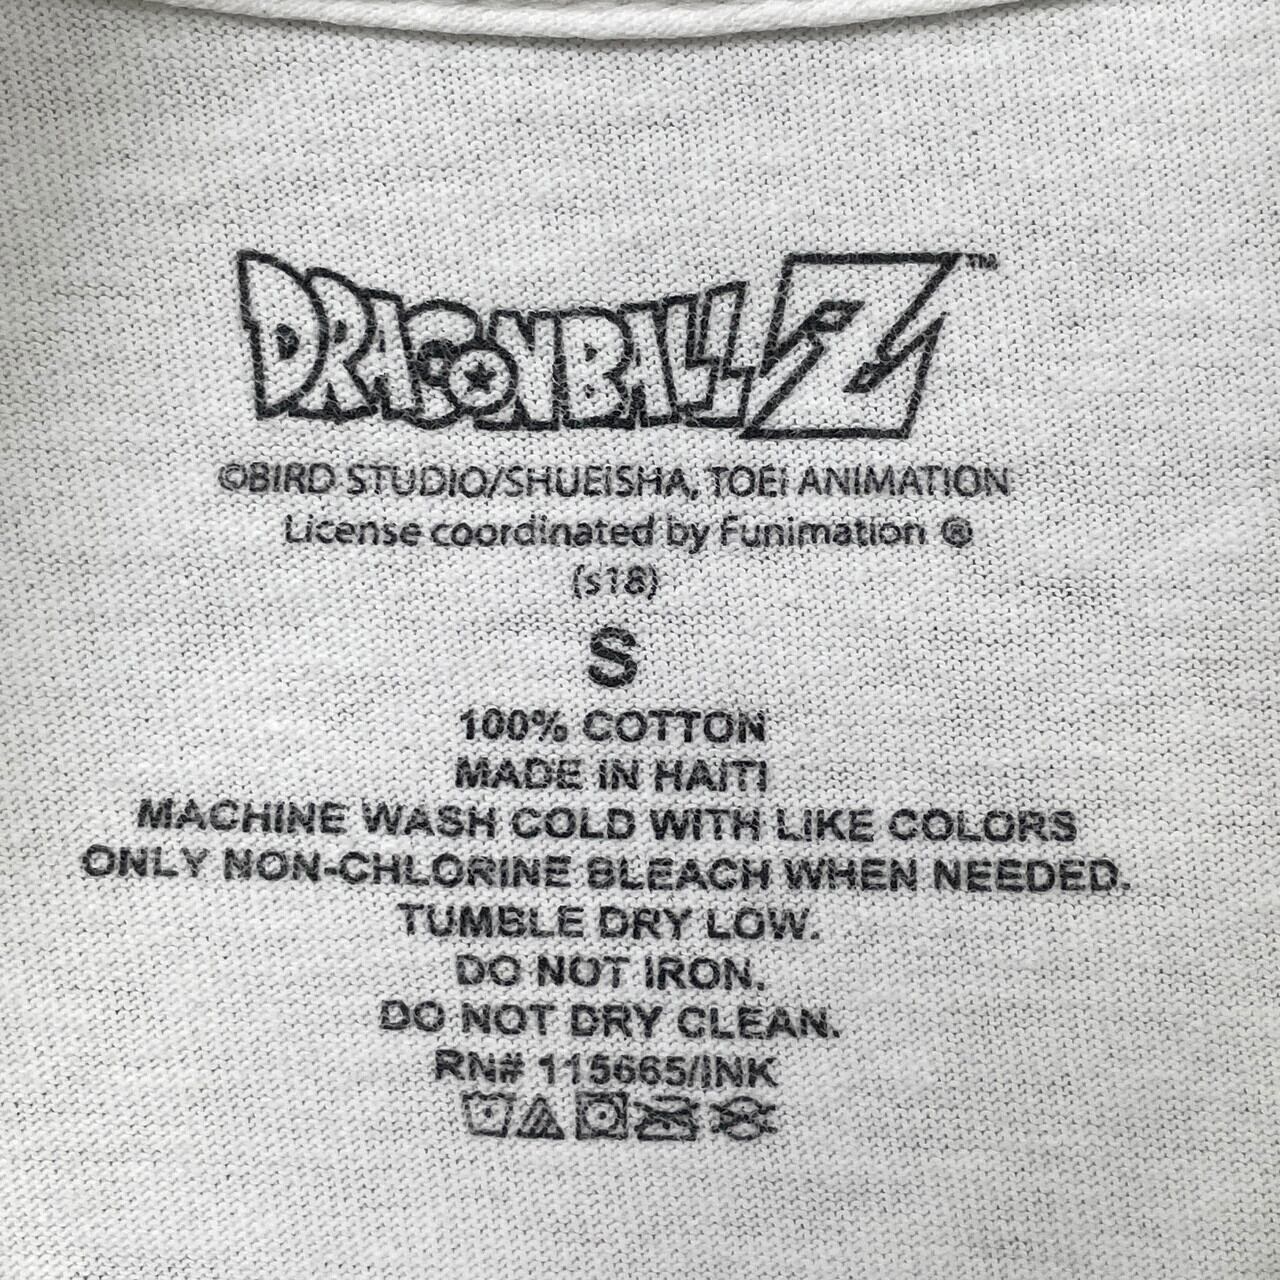 DRAGONBALL Z™
©BIRD STUDIO/SHUEISHA, TOEI ANIMATION
License coordinated by Funimation ®
(s18)
S
100% COTTON
MADE IN HAITI
MACHINE WASH COLD WITH LIKE COLORS
ONLY NON-CHLORINE BLEACH WHEN NEEDED.
TUMBLE DRY LOW.
DO NOT IRON.
DO NOT DRY CLEAN.
RN# 115665/INK